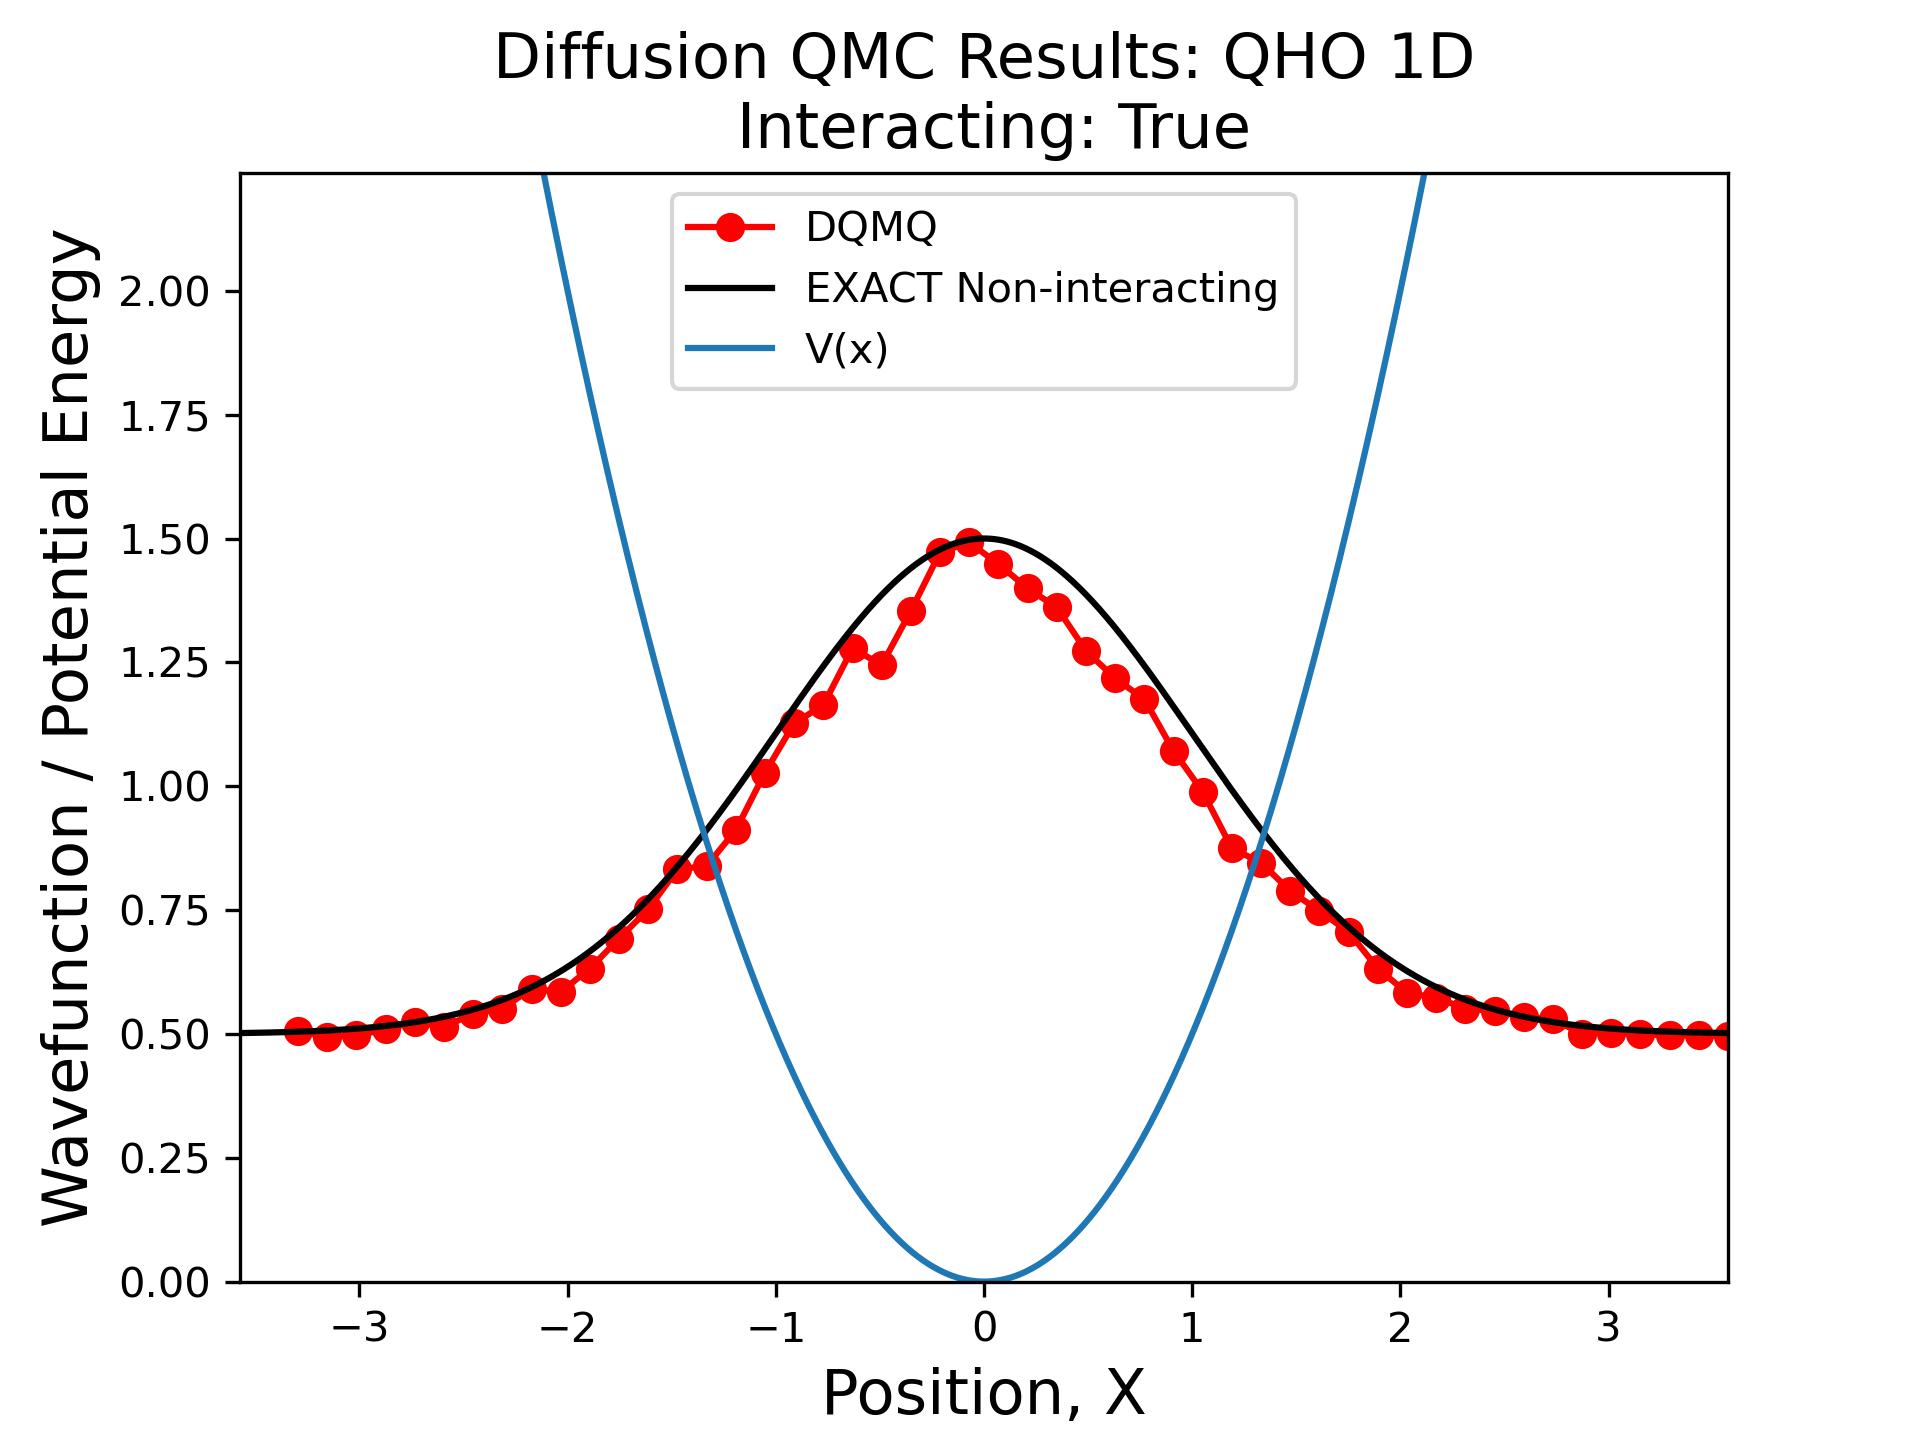 Diffusion QMC Results: QHO 1D
Interacting: True
DQMQ
EXACT Non-interacting
V(x)
Wavefunction / Potential Energy
2.00
1.75
1.50
1.25
1.00
0.75
0.50
0.25
0.00
−3 −2 −1 0 1 2 3
Position, X